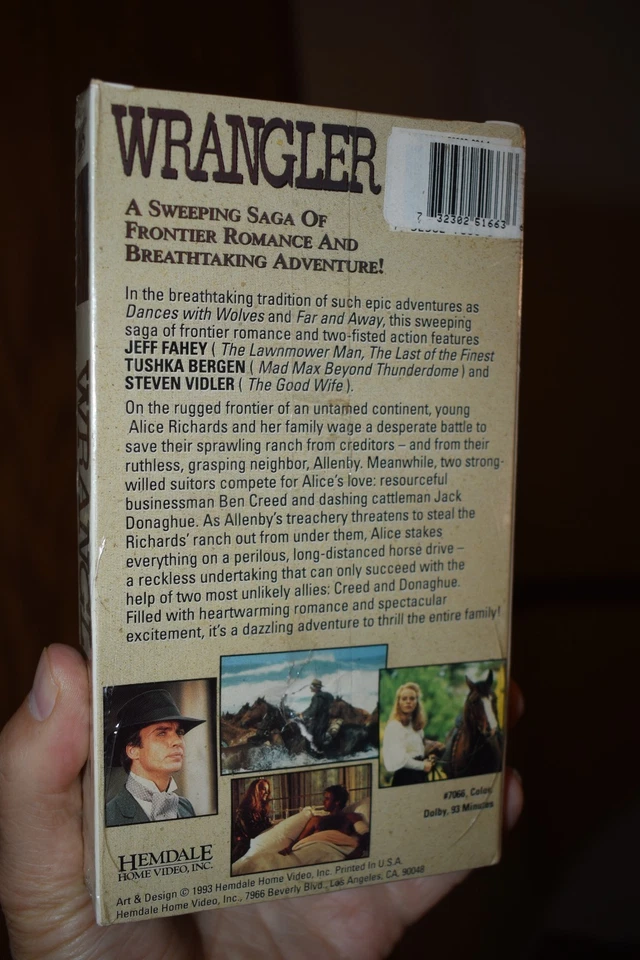 WRANGLER
7 32302 51663
A SWEEPING SAGA OF
FRONTIER ROMANCE AND
BREATHTAKING ADVENTURE!
In the breathtaking tradition of such epic adventures as
Dances with Wolves and Far and Away, this sweeping
saga of frontier romance and two-fisted action features
JEFF FAHEY ( The Lawnmower Man, The Last of the Finest
TUSHKA BERGEN ( Mad Max Beyond Thunderdome ) and
STEVEN VIDLER ( The Good Wife ).
On the rugged frontier of an untamed continent, young
Alice Richards and her family wage a desperate battle to
save their sprawling ranch from creditors – and from their
ruthless, grasping neighbor, Allenby. Meanwhile, two strong-
willed suitors compete for Alice's love: resourceful
businessman Ben Creed and dashing cattleman Jack
Donaghue. As Allenby's treachery threatens to steal the
Richards' ranch out from under them, Alice stakes
everything on a perilous, long-distanced horse drive –
a reckless undertaking that can only succeed with the
help of two most unlikely allies: Creed and Donaghue.
Filled with heartwarming romance and spectacular
excitement, it's a dazzling adventure to thrill the entire family!
#7066, Color,
Dolby, 93 Minutes
HEMDALE
HOME VIDEO, INC.
Art & Design © 1993 Hemdale Home Video, Inc. Printed In U.S.A.
Hemdale Home Video, Inc., 7966 Beverly Blvd., Los Angeles, CA, 90048